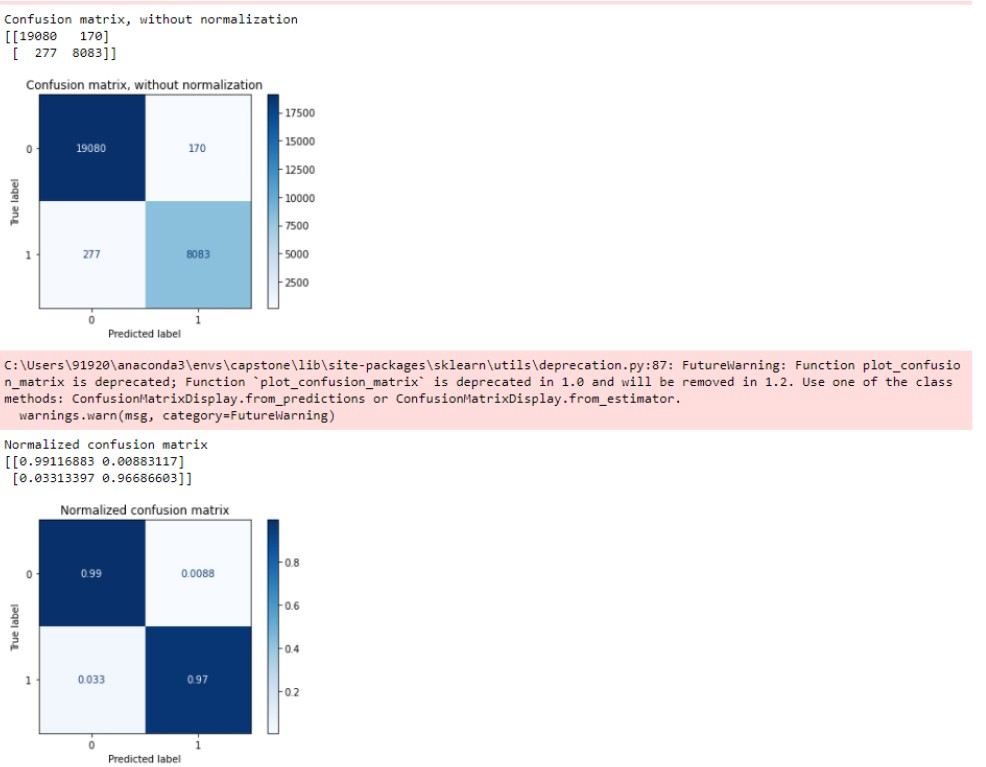 Confusion matrix, without normalization
[[19080   170]
 [  277  8083]]
Confusion matrix, without normalization
17500
0
19080
170
15000
12500
True label
10000
7500
1
277
8083
5000
2500
0
1
Predicted label
C:\Users\91920\anaconda3\envs\capstone\lib\site-packages\sklearn\utils\deprecation.py:87: FutureWarning: Function plot_confusio
n_matrix is deprecated; Function `plot_confusion_matrix` is deprecated in 1.0 and will be removed in 1.2. Use one of the class
methods: ConfusionMatrixDisplay.from_predictions or ConfusionMatrixDisplay.from_estimator.
  warnings.warn(msg, category=FutureWarning)
Normalized confusion matrix
[[0.99116883 0.00883117]
 [0.03313397 0.96686603]]
Normalized confusion matrix
0.8
0
0.99
0.0088
0.6
True label
0.4
1
0.033
0.97
0.2
0
1
Predicted label